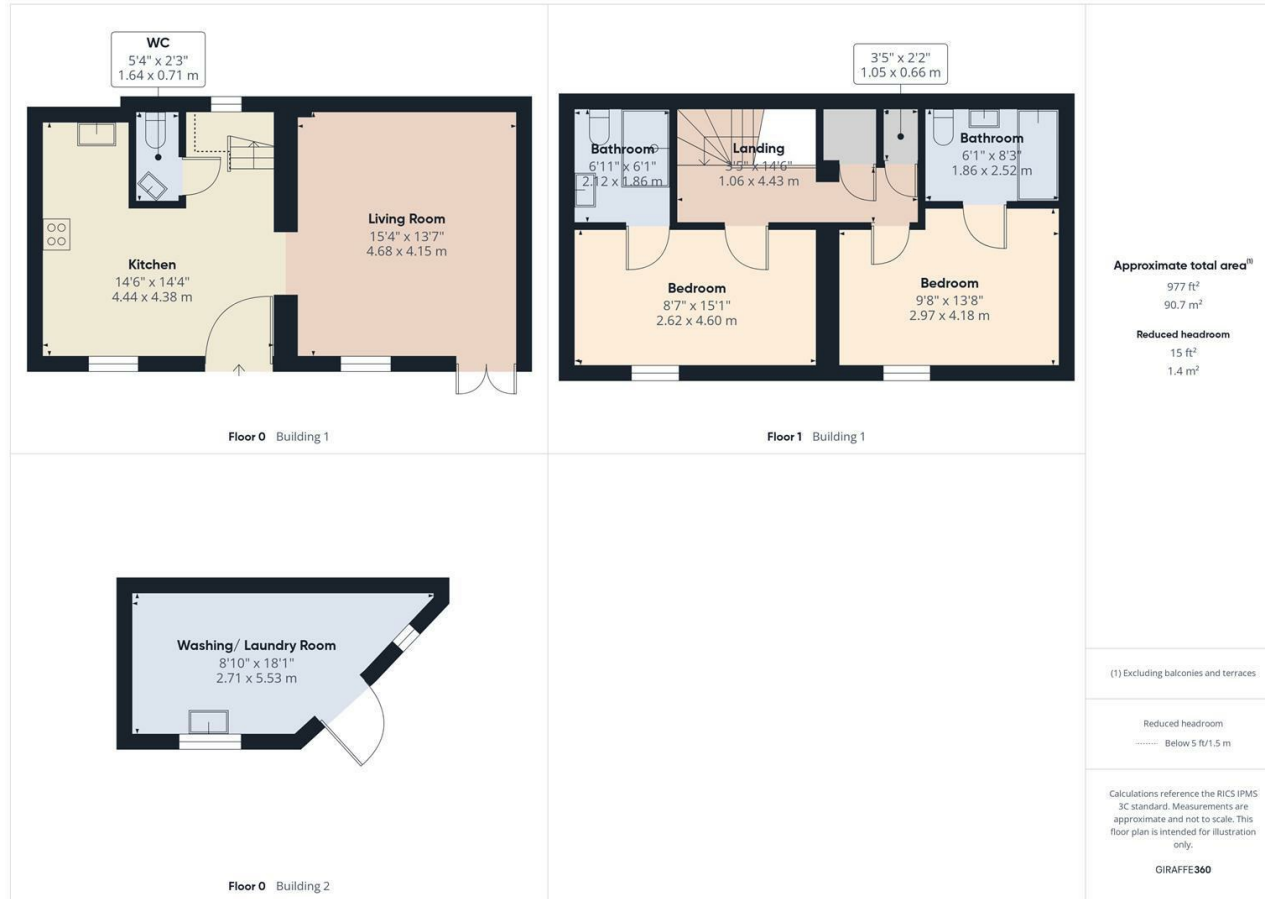 WC
5'4" x 2'3"
1.64 x 0.71 m
Kitchen
14'6" x 14'4"
4.44 x 4.38 m
Living Room
15'4" x 13'7"
4.68 x 4.15 m
Floor 0 Building 1
3'5" x 2'2"
1.05 x 0.66 m
Bathroom
6'11" x 6'1"
2.12 x 1.86 m
Landing
3'5" x 14'6"
1.06 x 4.43 m
Bathroom
6'1" x 8'3"
1.86 x 2.52 m
Bedroom
8'7" x 15'1"
2.62 x 4.60 m
Bedroom
9'8" x 13'8"
2.97 x 4.18 m
Floor 1 Building 1
Washing/ Laundry Room
8'10" x 18'1"
2.71 x 5.53 m
Floor 0 Building 2
Approximate total area(1)
977 ft²
90.7 m²
Reduced headroom
15 ft²
1.4 m²
(1) Excluding balconies and terraces
Reduced headroom
Below 5 ft/1.5 m
Calculations reference the RICS IPMS
3C standard. Measurements are
approximate and not to scale. This
floor plan is intended for illustration
only.
GIRAFFE360